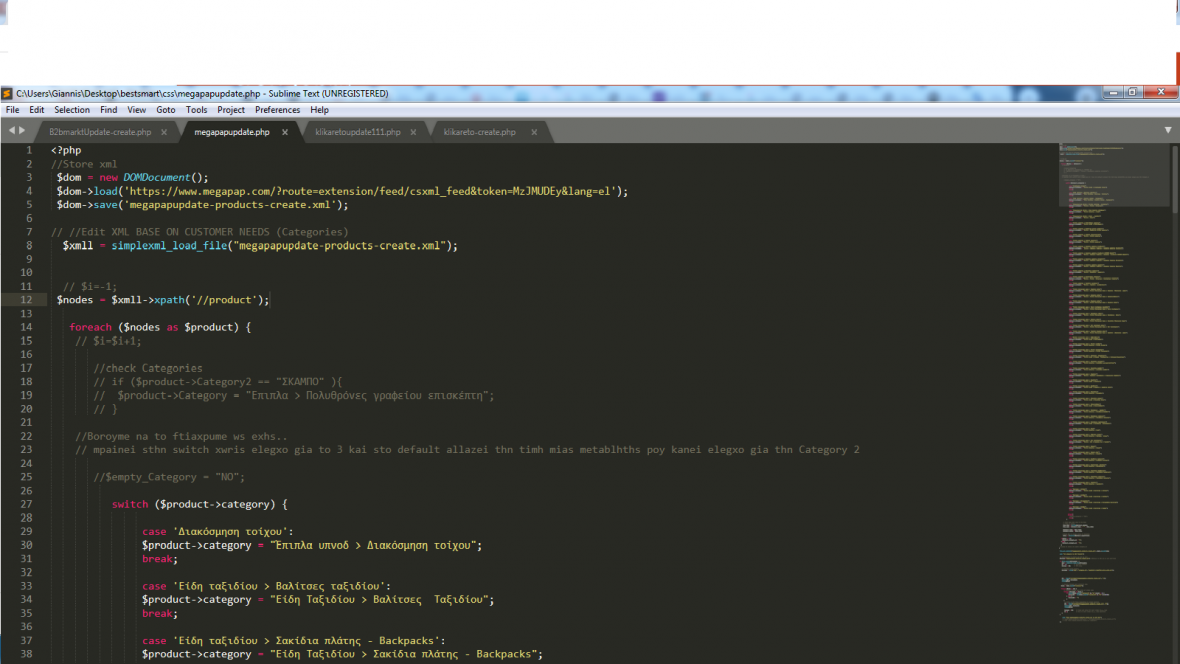 C:\Users\Giannis\Desktop\bestsmart\css\megapapupdate.php - Sublime Text (UNREGISTERED)
File Edit Selection Find View Goto Tools Project Preferences Help
B2bmarktUpdate-create.php megapapupdate.php klikaretoupdate111.php klikareto-create.php
1 <?php
2 //Store xml
3 $dom = new DOMDocument();
4 $dom->load('https://www.megapap.com/?route=extension/feed/csxml_feed&token=MzJMUDEy&lang=el');
5 $dom->save('megapapupdate-products-create.xml');
6
7 // //Edit XML BASE ON CUSTOMER NEEDS (Categories)
8 $xmll = simplexml_load_file("megapapupdate-products-create.xml");
9
10
11 // $i=-1;
12 $nodes = $xmll->xpath('//product');
13
14 foreach ($nodes as $product) {
15 // $i=$i+1;
16
17 //check Categories
18 // if ($product->Category2 == "ΣΚΑΜΠΟ" ){
19 // $product->Category = "Επιπλα > Πολυθρόνες γραφείου επισκέπτη";
20 // }
21
22 //Boroyme na to ftiaxpume ws exhs..
23 // mpainei sthn switch xwris elegxo gia to 3 kai sto default allazei thn timh mias metablhths poy kanei elegxo gia thn Category 2
24
25 //$empty_Category = "NO";
26
27 switch ($product->category) {
28
29 case 'Διακόσμηση τοίχου':
30 $product->category = "Έπιπλα υπνοδ > Διακόσμηση τοίχου";
31 break;
32
33 case 'Είδη ταξιδίου > Βαλίτσες ταξιδίου':
34 $product->category = "Είδη Ταξιδίου > Βαλίτσες  Ταξιδίου";
35 break;
36
37 case 'Είδη ταξιδίου > Σακίδια πλάτης - Backpacks':
38 $product->category = "Είδη Ταξιδίου > Σακίδια πλάτης - Backpacks";